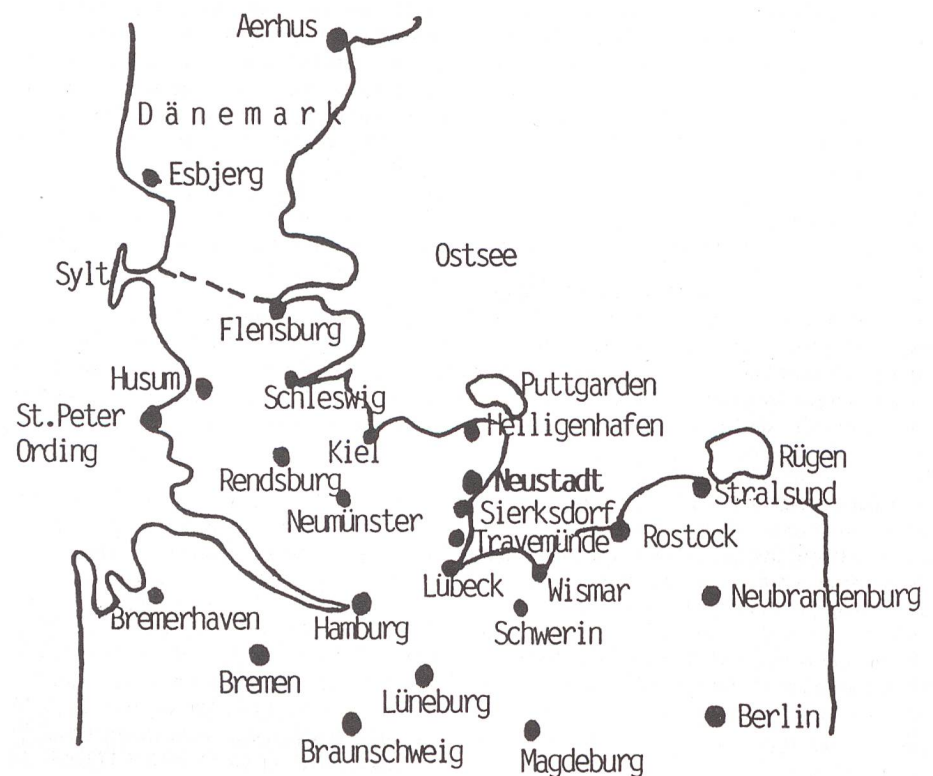 Aerhus
Dänemark
Esbjerg
Ostsee
Sylt
Flensburg
Husum
Schleswig
Puttgarden
St.Peter
Ording
Heiligenhafen
Kiel
Rügen
Rendsburg
Neustadt
Stralsund
Neumünster
Sierksdorf
Travemünde
Rostock
Lübeck
Wismar
Neubrandenburg
Bremerhaven
Hamburg
Schwerin
Bremen
Lüneburg
Berlin
Braunschweig
Magdeburg